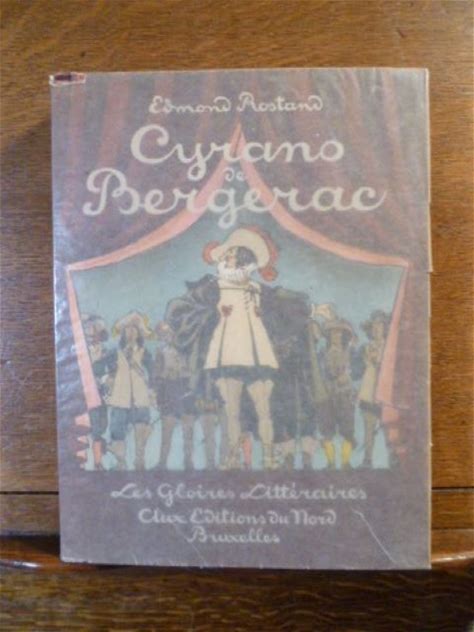 Edmond Rostand
Cyrano
de
Bergerac
Les Gloires Littéraires
Aux Editions du Nord
Bruxelles